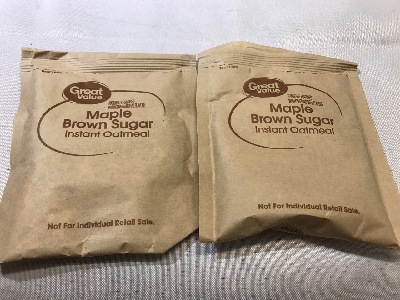 Great
Value
Maple
Brown Sugar
Instant Oatmeal
Not For Individual Retail Sale.
Great
Value
Maple
Brown Sugar
Instant Oatmeal
Not For Individual Retail Sale.